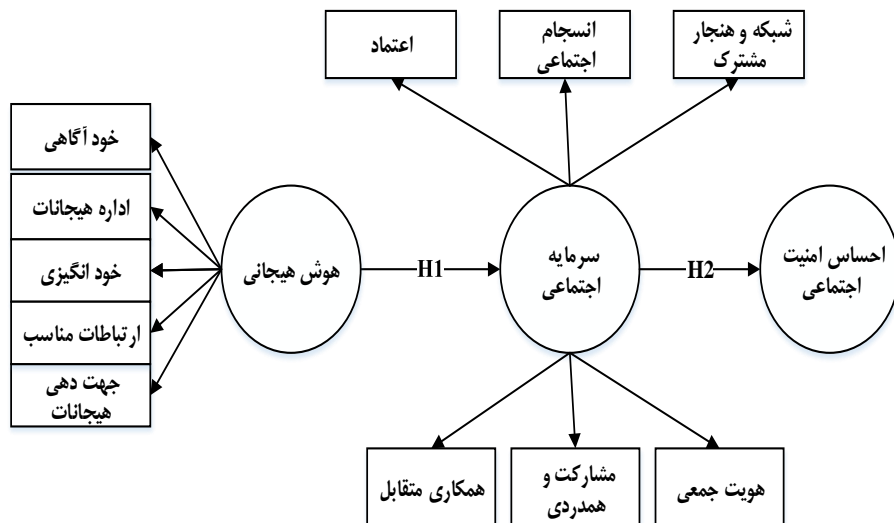 شبکه و هنجار
مشترک
انسجام
اجتماعی
اعتماد
خود آگاهی
اداره هیجانات
خود انگیزی
ارتباطات مناسب
جهت دهی
هیجانات
هوش هیجانی
H1
سرمایه
اجتماعی
H2
احساس امنیت
اجتماعی
هویت جمعی
مشارکت و
همدردی
همکاری متقابل